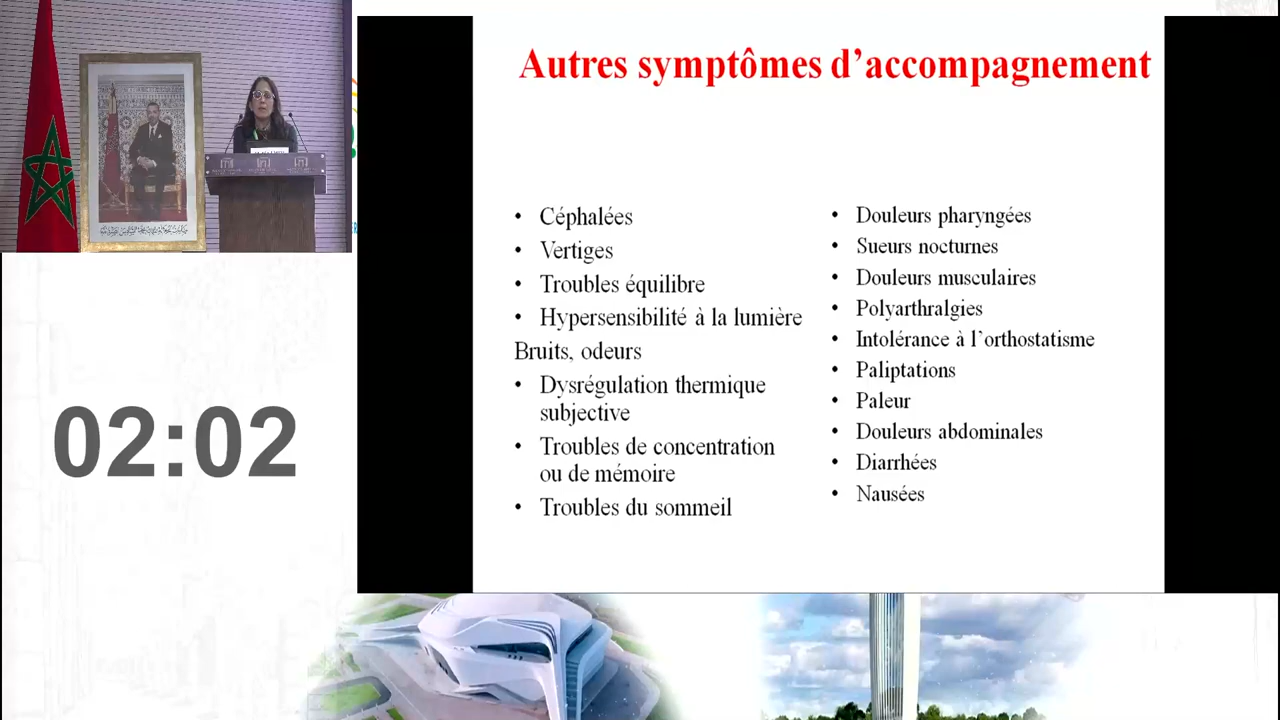 Autres symptômes d’accompagnement
• Céphalées
• Vertiges
• Troubles équilibre
• Hypersensibilité à la lumière
Bruits, odeurs
• Dysrégulation thermique
subjective
• Troubles de concentration
ou de mémoire
• Troubles du sommeil
• Douleurs pharyngées
• Sueurs nocturnes
• Douleurs musculaires
• Polyarthralgies
• Intolérance à l’orthostatisme
• Paliptations
• Paleur
• Douleurs abdominales
• Diarrhées
• Nausées
02:02